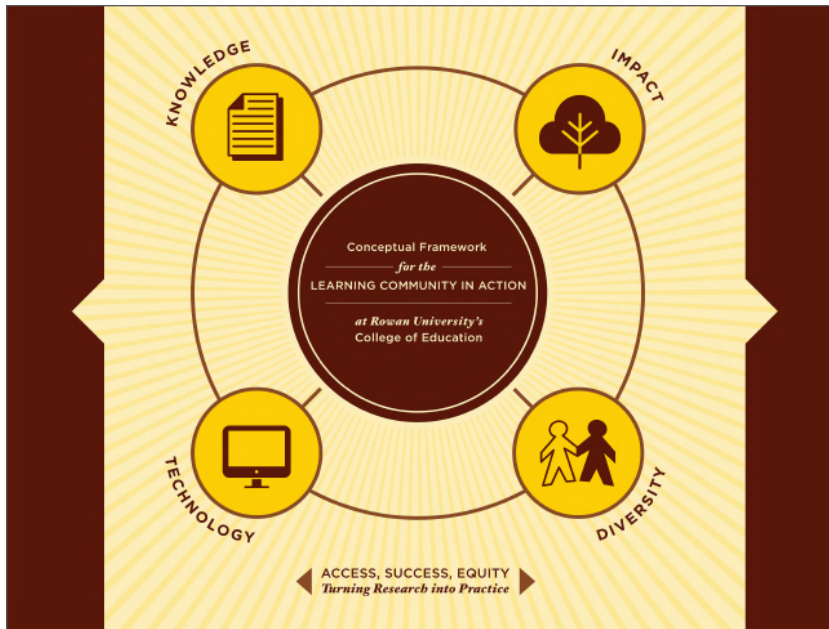 KNOWLEDGE
IMPACT
Conceptual Framework
for the
LEARNING COMMUNITY IN ACTION
at Rowan University's
College of Education
TECHNOLOGY
DIVERSITY
ACCESS, SUCCESS, EQUITY
Turning Research into Practice